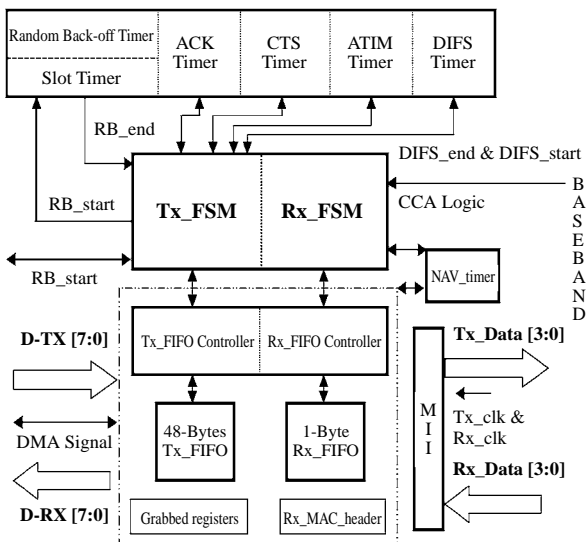 Random Back-off Timer
Slot Timer
ACK
Timer
CTS
Timer
ATIM
Timer
DIFS
Timer
RB_end
DIFS_end & DIFS_start
RB_start
Tx_FSM
Rx_FSM
CCA Logic
BASEBAND
RB_start
NAV_timer
D-TX [7:0]
Tx_FIFO Controller
Rx_FIFO Controller
Tx_Data [3:0]
DMA Signal
48-Bytes
Tx_FIFO
1-Byte
Rx_FIFO
MII
Tx_clk &
Rx_clk
Rx_Data [3:0]
D-RX [7:0]
Grabbed registers
Rx_MAC_header